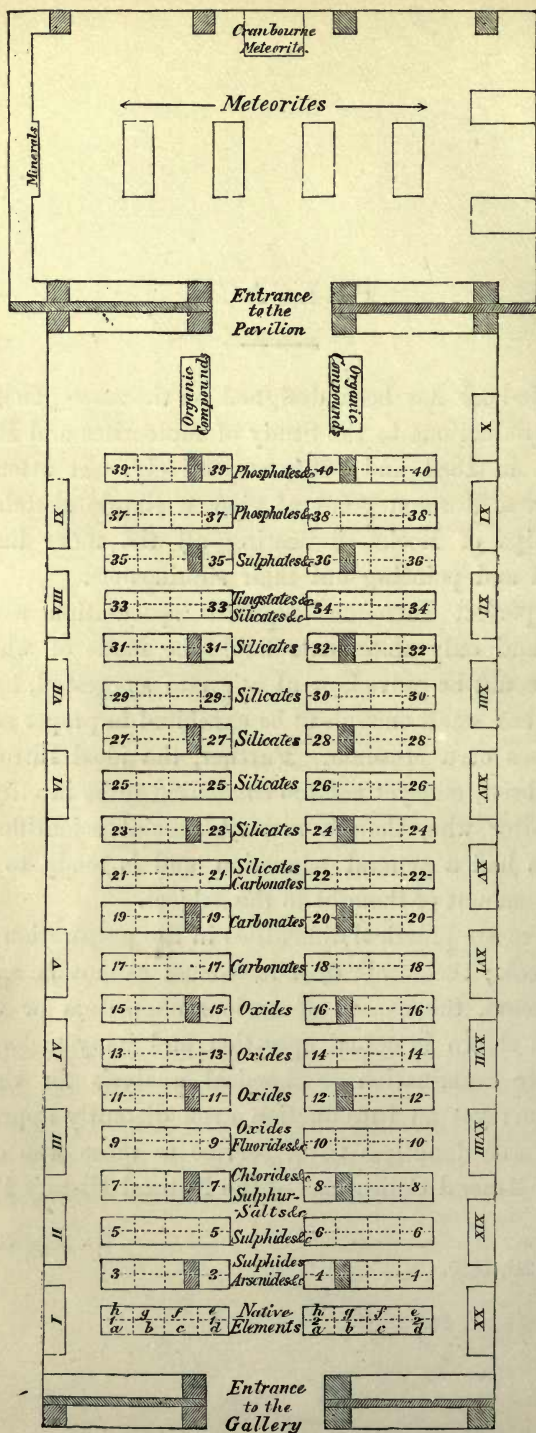 Cranbourne
Meteorite.
Meteorites
Minerals
Entrance
to the
Pavilion
Organic
Compounds
Organic
Compounds
X
39 39 Phosphates &c 40 40
IX
37 37 Phosphates &c 38 38
XI
35 35 Sulphates &c 36 36
VIII
33 33 Tungstates &c
Silicates &c 34 34
XII
31 31 Silicates 32 32
VII
29 29 Silicates 30 30
XIII
27 27 Silicates 28 28
VI
25 25 Silicates 26 26
XIV
23 23 Silicates 24 24
21 21 Silicates
Carbonates 22 22
XV
19 19 Carbonates 20 20
V
17 17 Carbonates 18 18
XVI
15 15 Oxides 16 16
IV
13 13 Oxides 14 14
XVII
11 11 Oxides 12 12
III
9 9 Oxides
Fluorides &c 10 10
XVIII
7 7 Chlorides &c 8 8
Sulphur-
-Salts &c
II
5 5 Sulphides &c 6 6
XIX
3 3 Sulphides
Arsenides &c 4 4
I
h g f e
1 1
a b c d
Native-
Elements
h g f e
2 2
a b c d
XX
Entrance
to the
Gallery